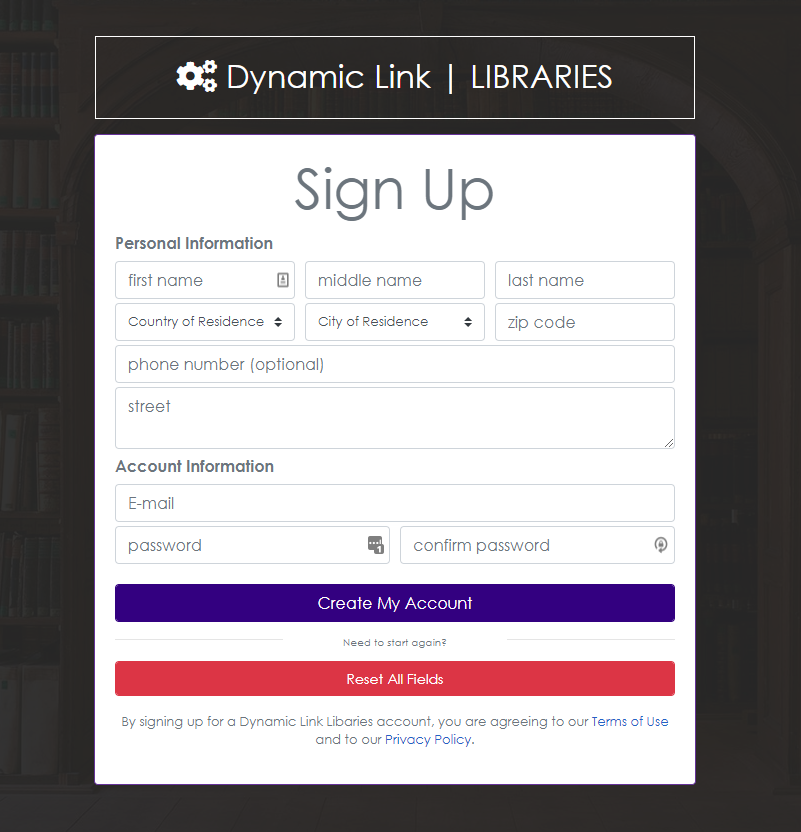 Dynamic Link | LIBRARIES
Sign Up
Personal Information
first name middle name last name
Country of Residence City of Residence zip code
phone number (optional)
street
Account Information
E-mail
password confirm password
Create My Account
Need to start again?
Reset All Fields
By signing up for a Dynamic Link Libaries account, you are agreeing to our Terms of Use
and to our Privacy Policy.